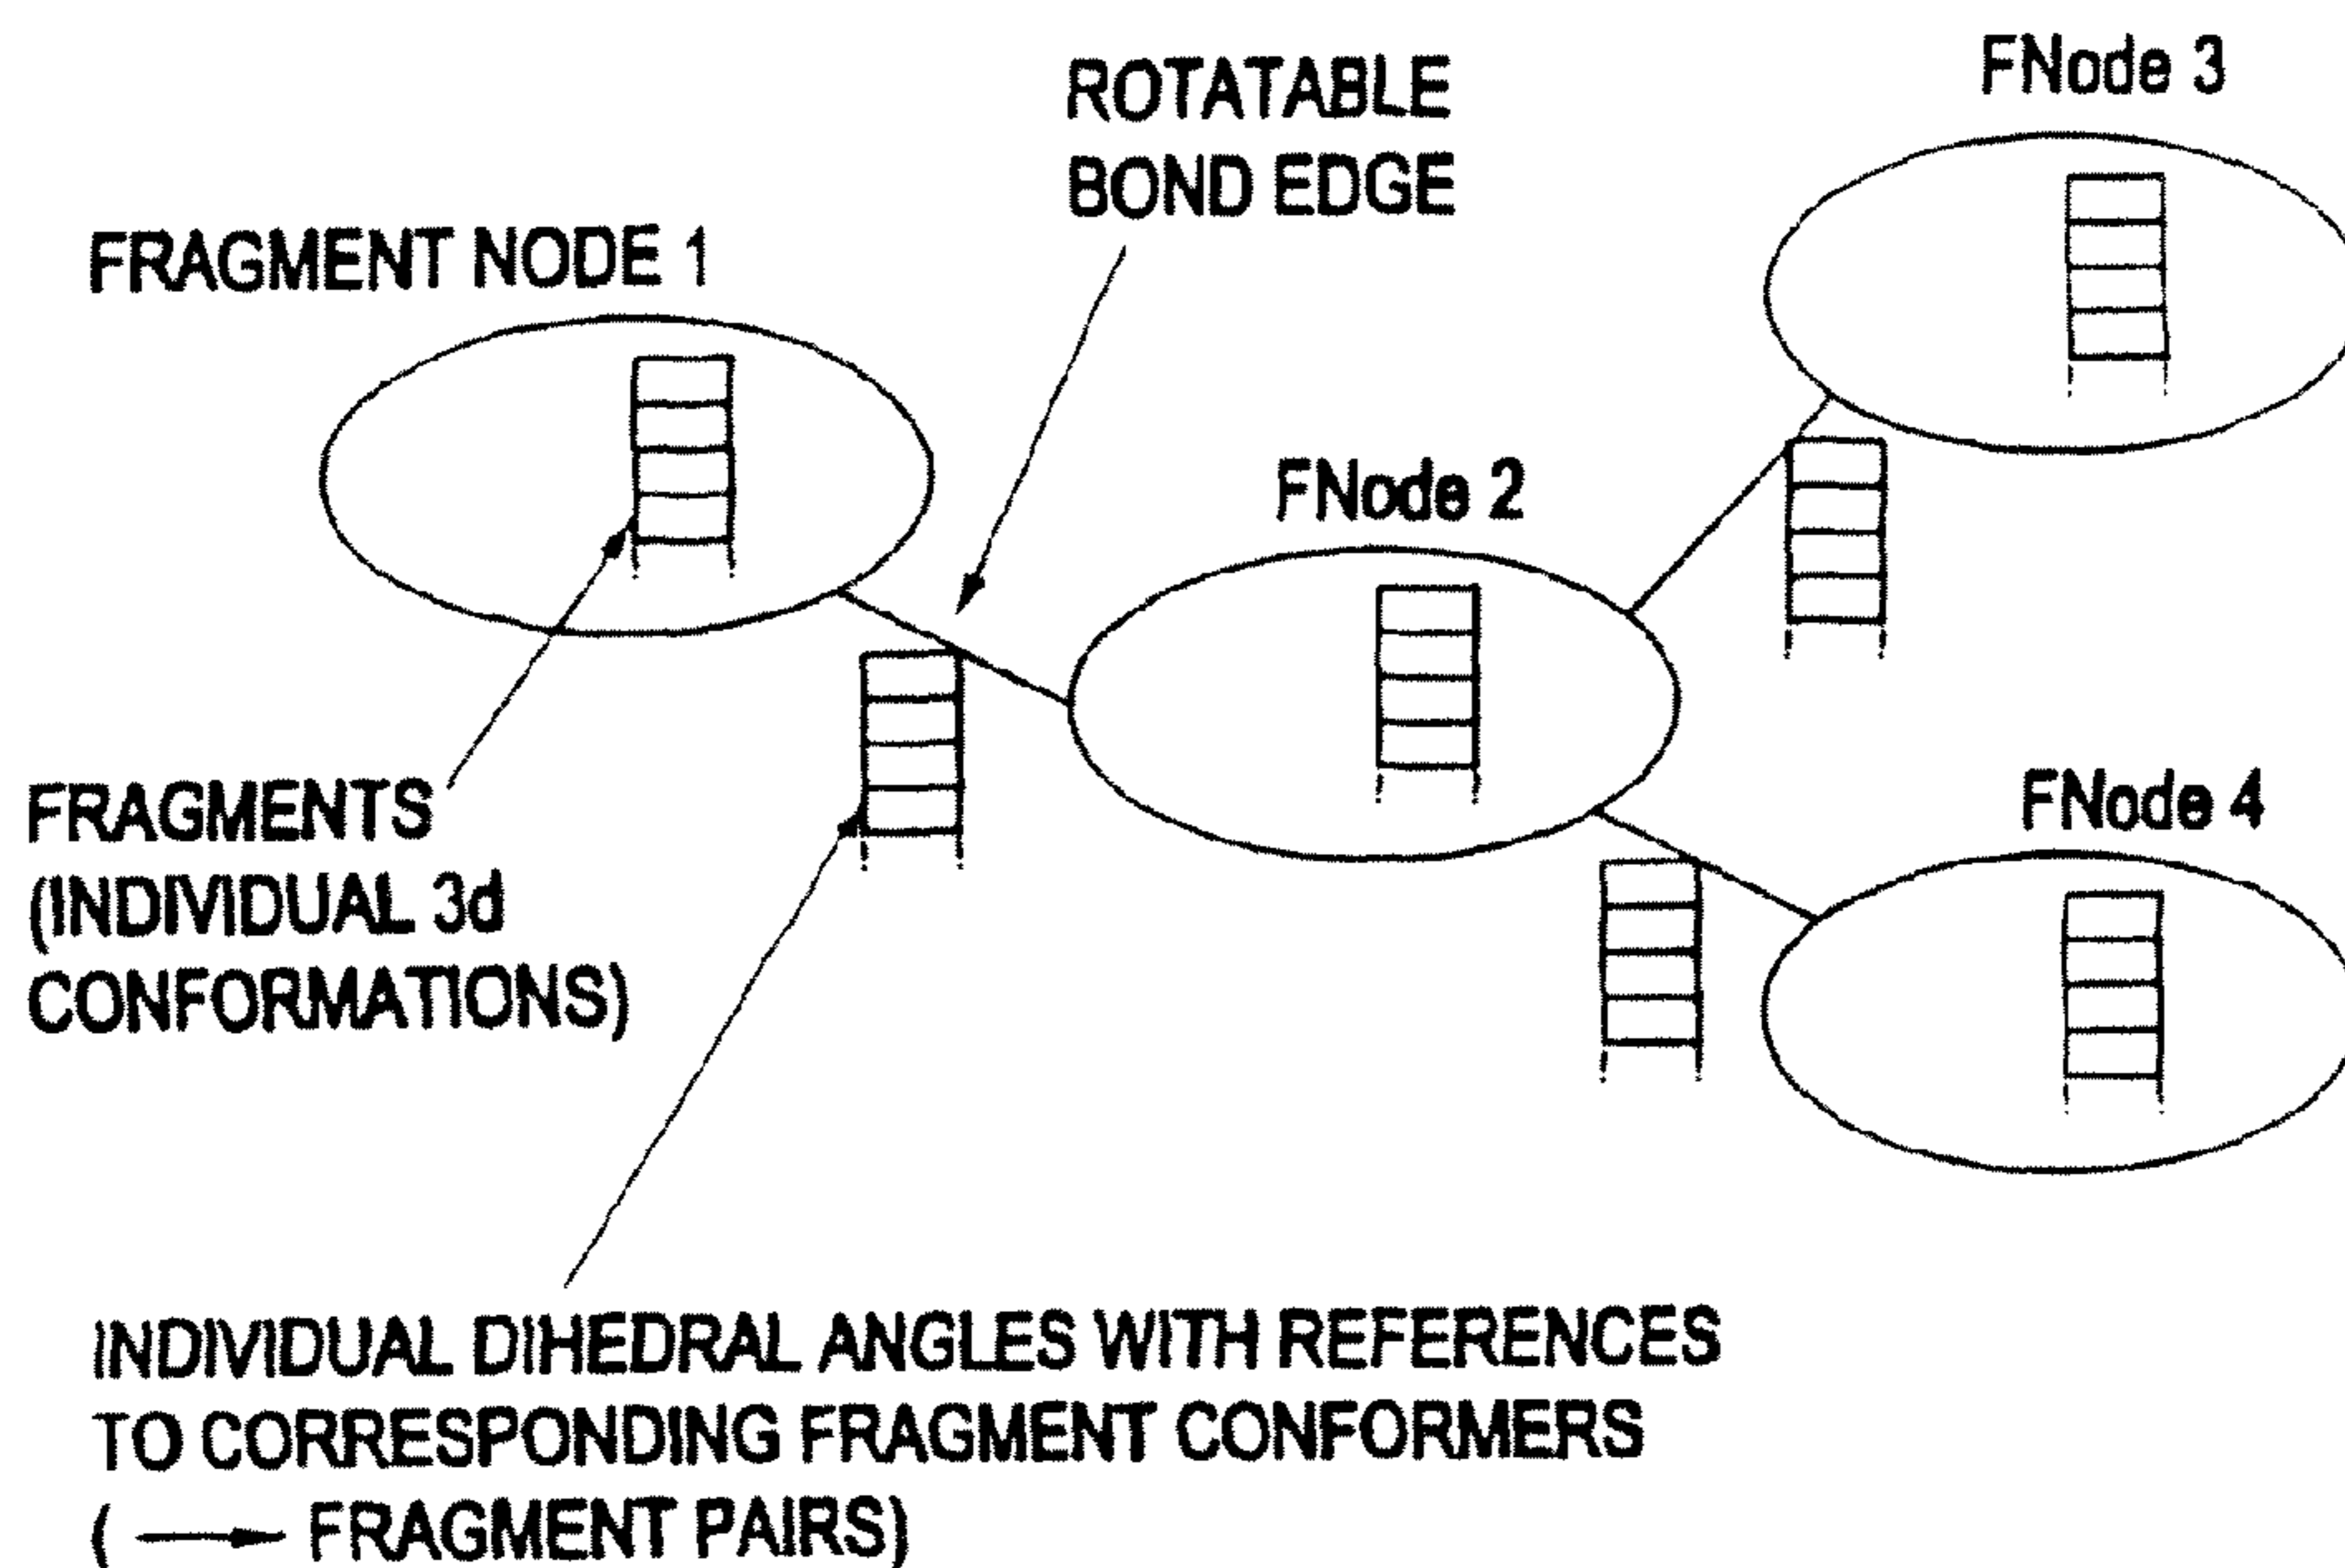 ROTATABLE
BOND EDGE
FNode 3
FRAGMENT NODE 1
FNode 2
FRAGMENTS
(INDIVIDUAL 3d
CONFORMATIONS)
FNode 4
INDIVIDUAL DIHEDRAL ANGLES WITH REFERENCES
TO CORRESPONDING FRAGMENT CONFORMERS
( → FRAGMENT PAIRS)